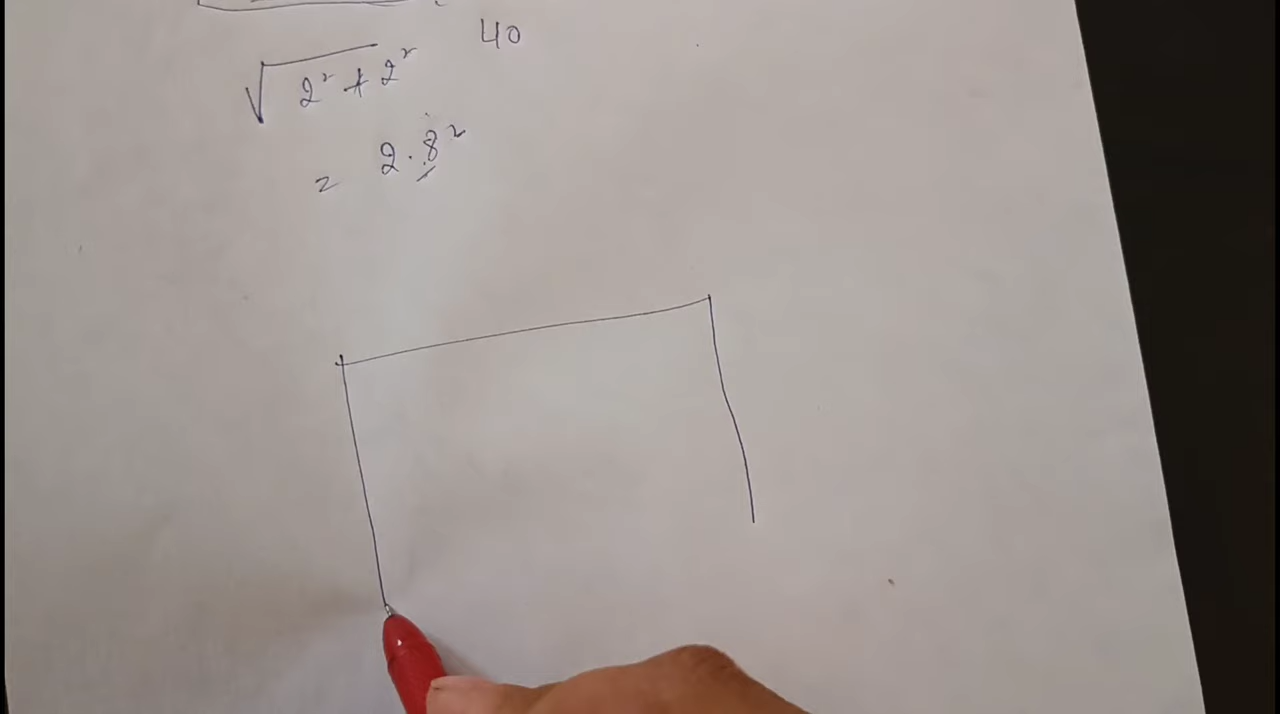 40
√2² + 2²
= 2.8²